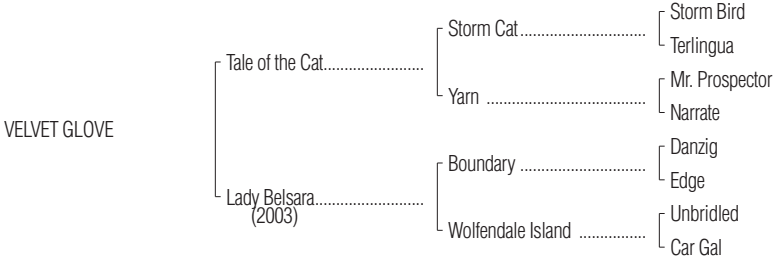 Storm Bird
Storm Cat..............................
Terlingua
Tale of the Cat........................
Mr. Prospector
Yarn ......................................
Narrate
VELVET GLOVE
Danzig
Boundary ..............................
Edge
Lady Belsara..........................
(2003)
Unbridled
Wolfendale Island ................
Car Gal